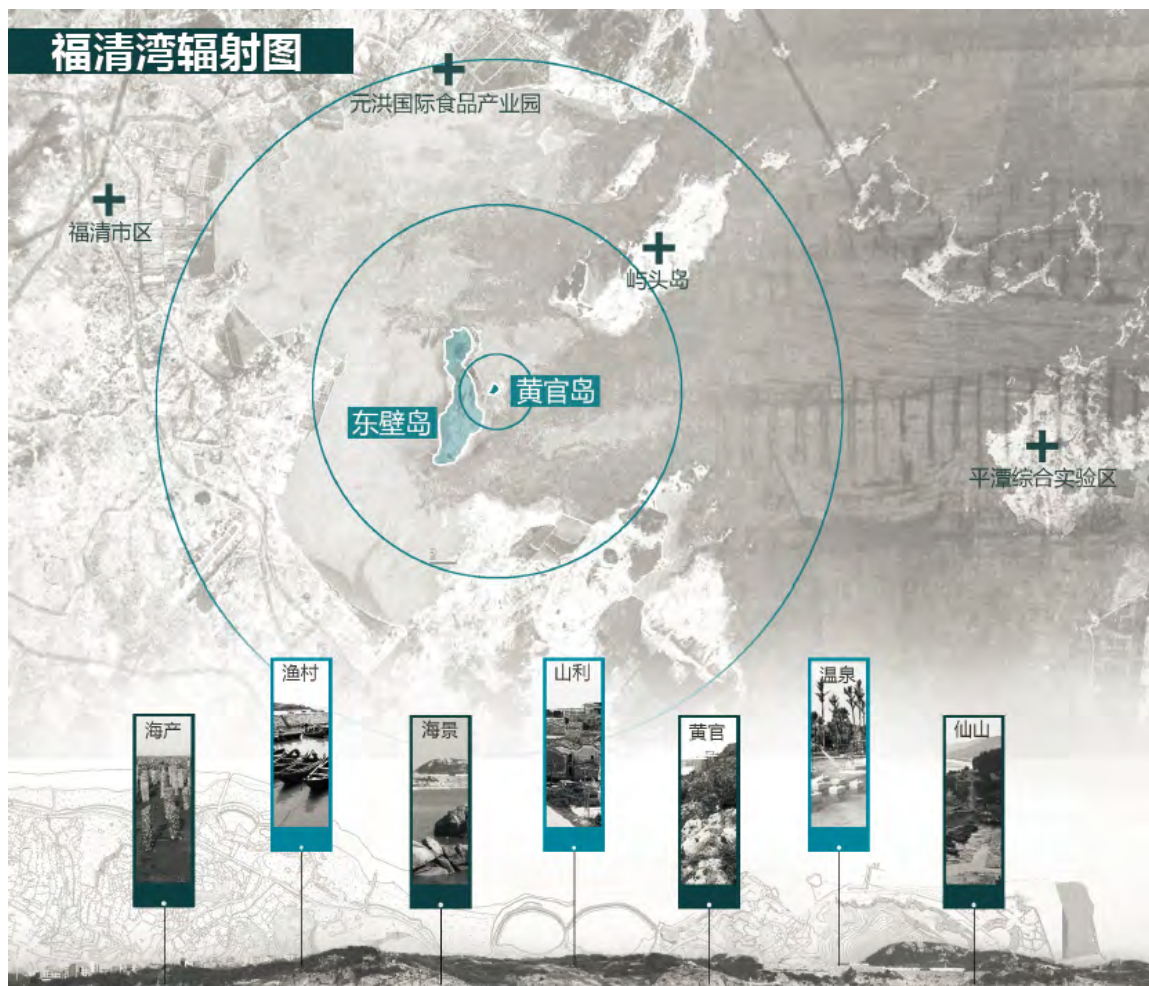 福清湾辐射图
元洪国际食品产业园
福清市区
屿头岛
黄官岛
东壁岛
平潭综合实验区
海产
渔村
海景
山利
黄官
温泉
仙山